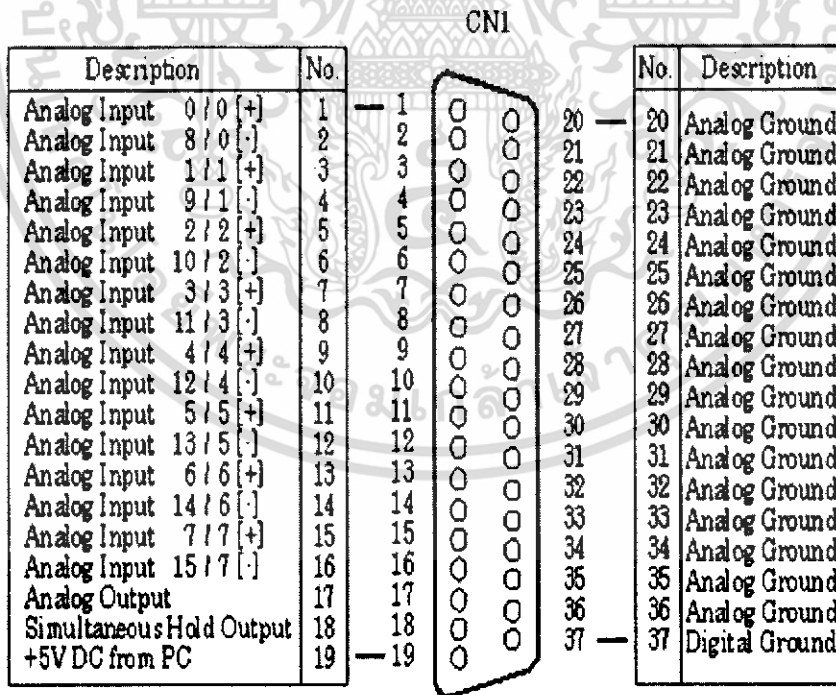 CN1
Description No.
Analog Input 0 / 0 [+] 1
Analog Input 8 / 0 [-] 2
Analog Input 1 / 1 [+] 3
Analog Input 9 / 1 [-] 4
Analog Input 2 / 2 [+] 5
Analog Input 10 / 2 [-] 6
Analog Input 3 / 3 [+] 7
Analog Input 11 / 3 [-] 8
Analog Input 4 / 4 [+] 9
Analog Input 12 / 4 [-] 10
Analog Input 5 / 5 [+] 11
Analog Input 13 / 5 [-] 12
Analog Input 6 / 6 [+] 13
Analog Input 14 / 6 [-] 14
Analog Input 7 / 7 [+] 15
Analog Input 15 / 7 [-] 16
Analog Output 17
Simultaneous Hold Output 18
+5V DC from PC 19
1
2
3
4
5
6
7
8
9
10
11
12
13
14
15
16
17
18
19
20
21
22
23
24
25
26
27
28
29
30
31
32
33
34
35
36
37
No. Description
20 Analog Ground
21 Analog Ground
22 Analog Ground
23 Analog Ground
24 Analog Ground
25 Analog Ground
26 Analog Ground
27 Analog Ground
28 Analog Ground
29 Analog Ground
30 Analog Ground
31 Analog Ground
32 Analog Ground
33 Analog Ground
34 Analog Ground
35 Analog Ground
36 Analog Ground
37 Digital Ground